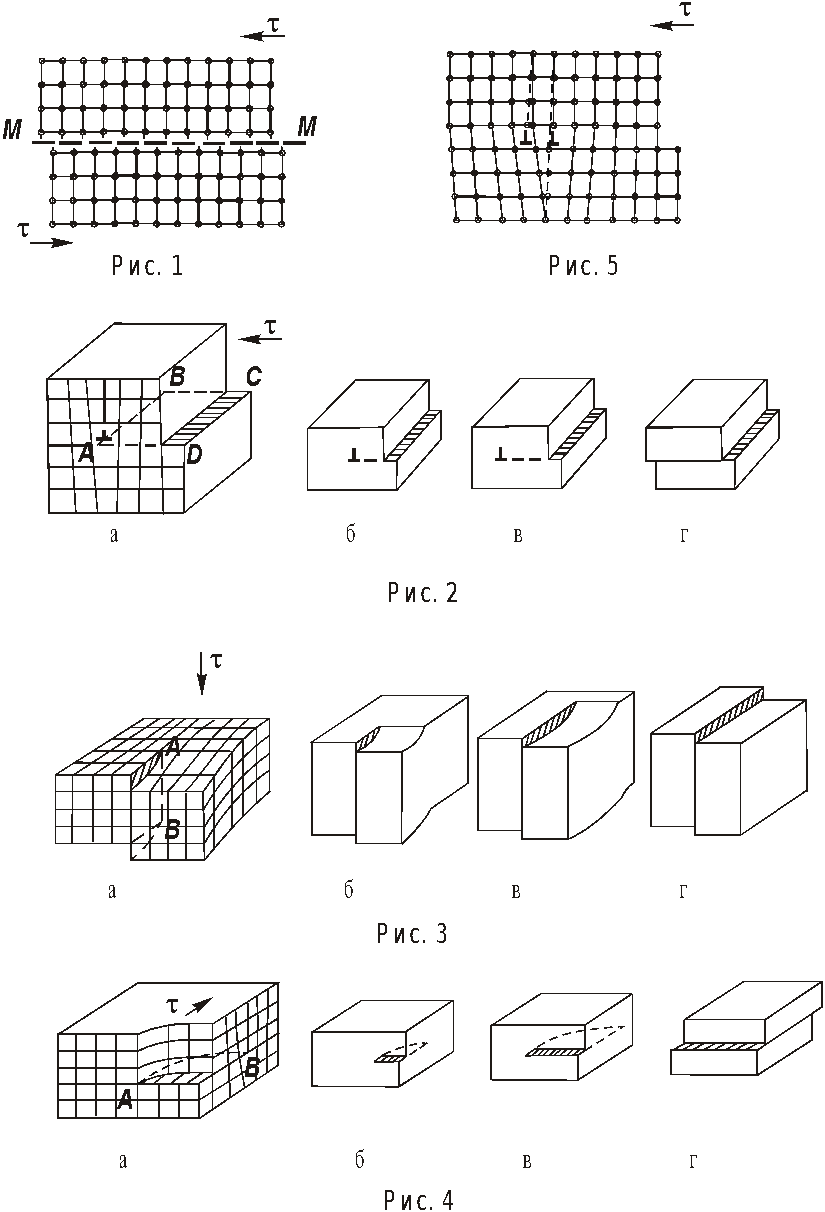 τ
τ
M
M
τ
Рис. 1
Рис. 5
τ
B
C
A
D
а
б
в
г
Рис. 2
τ
A
B
а
б
в
г
Рис. 3
τ
A
B
а
б
в
г
Рис. 4